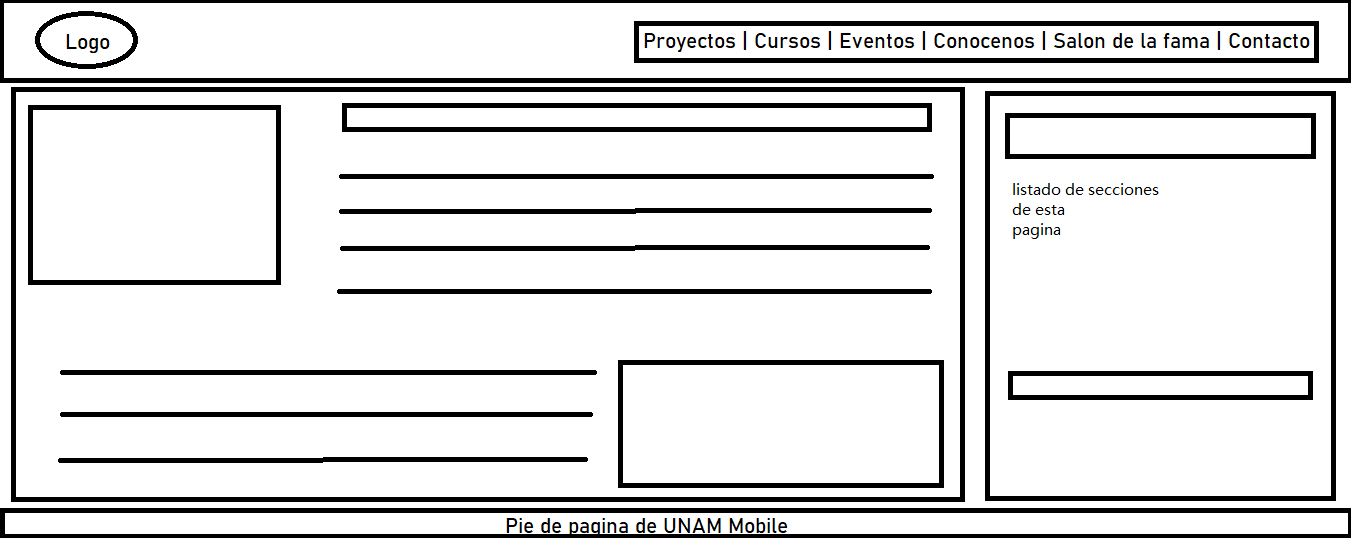 Logo
Proyectos | Cursos | Eventos | Conocenos | Salon de la fama | Contacto
listado de secciones
de esta
pagina
Pie de pagina de UNAM Mobile